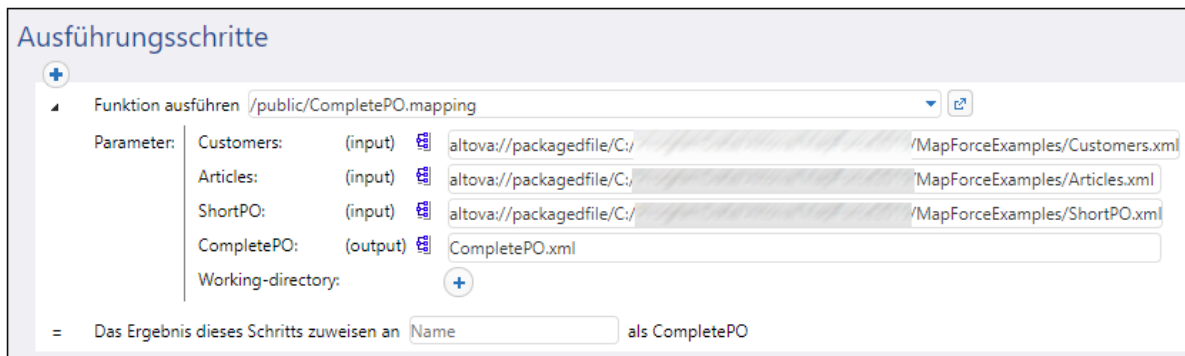 Ausführungsschritte
Funktion ausführen /public/CompletePO.mapping
Parameter: Customers: (input) altova://packagedfile/C:/ /MapForceExamples/Customers.xml
Articles: (input) altova://packagedfile/C:/ /MapForceExamples/Articles.xml
ShortPO: (input) altova://packagedfile/C:/ /MapForceExamples/ShortPO.xml
CompletePO: (output) CompletePO.xml
Working-directory:
= Das Ergebnis dieses Schritts zuweisen an Name als CompletePO